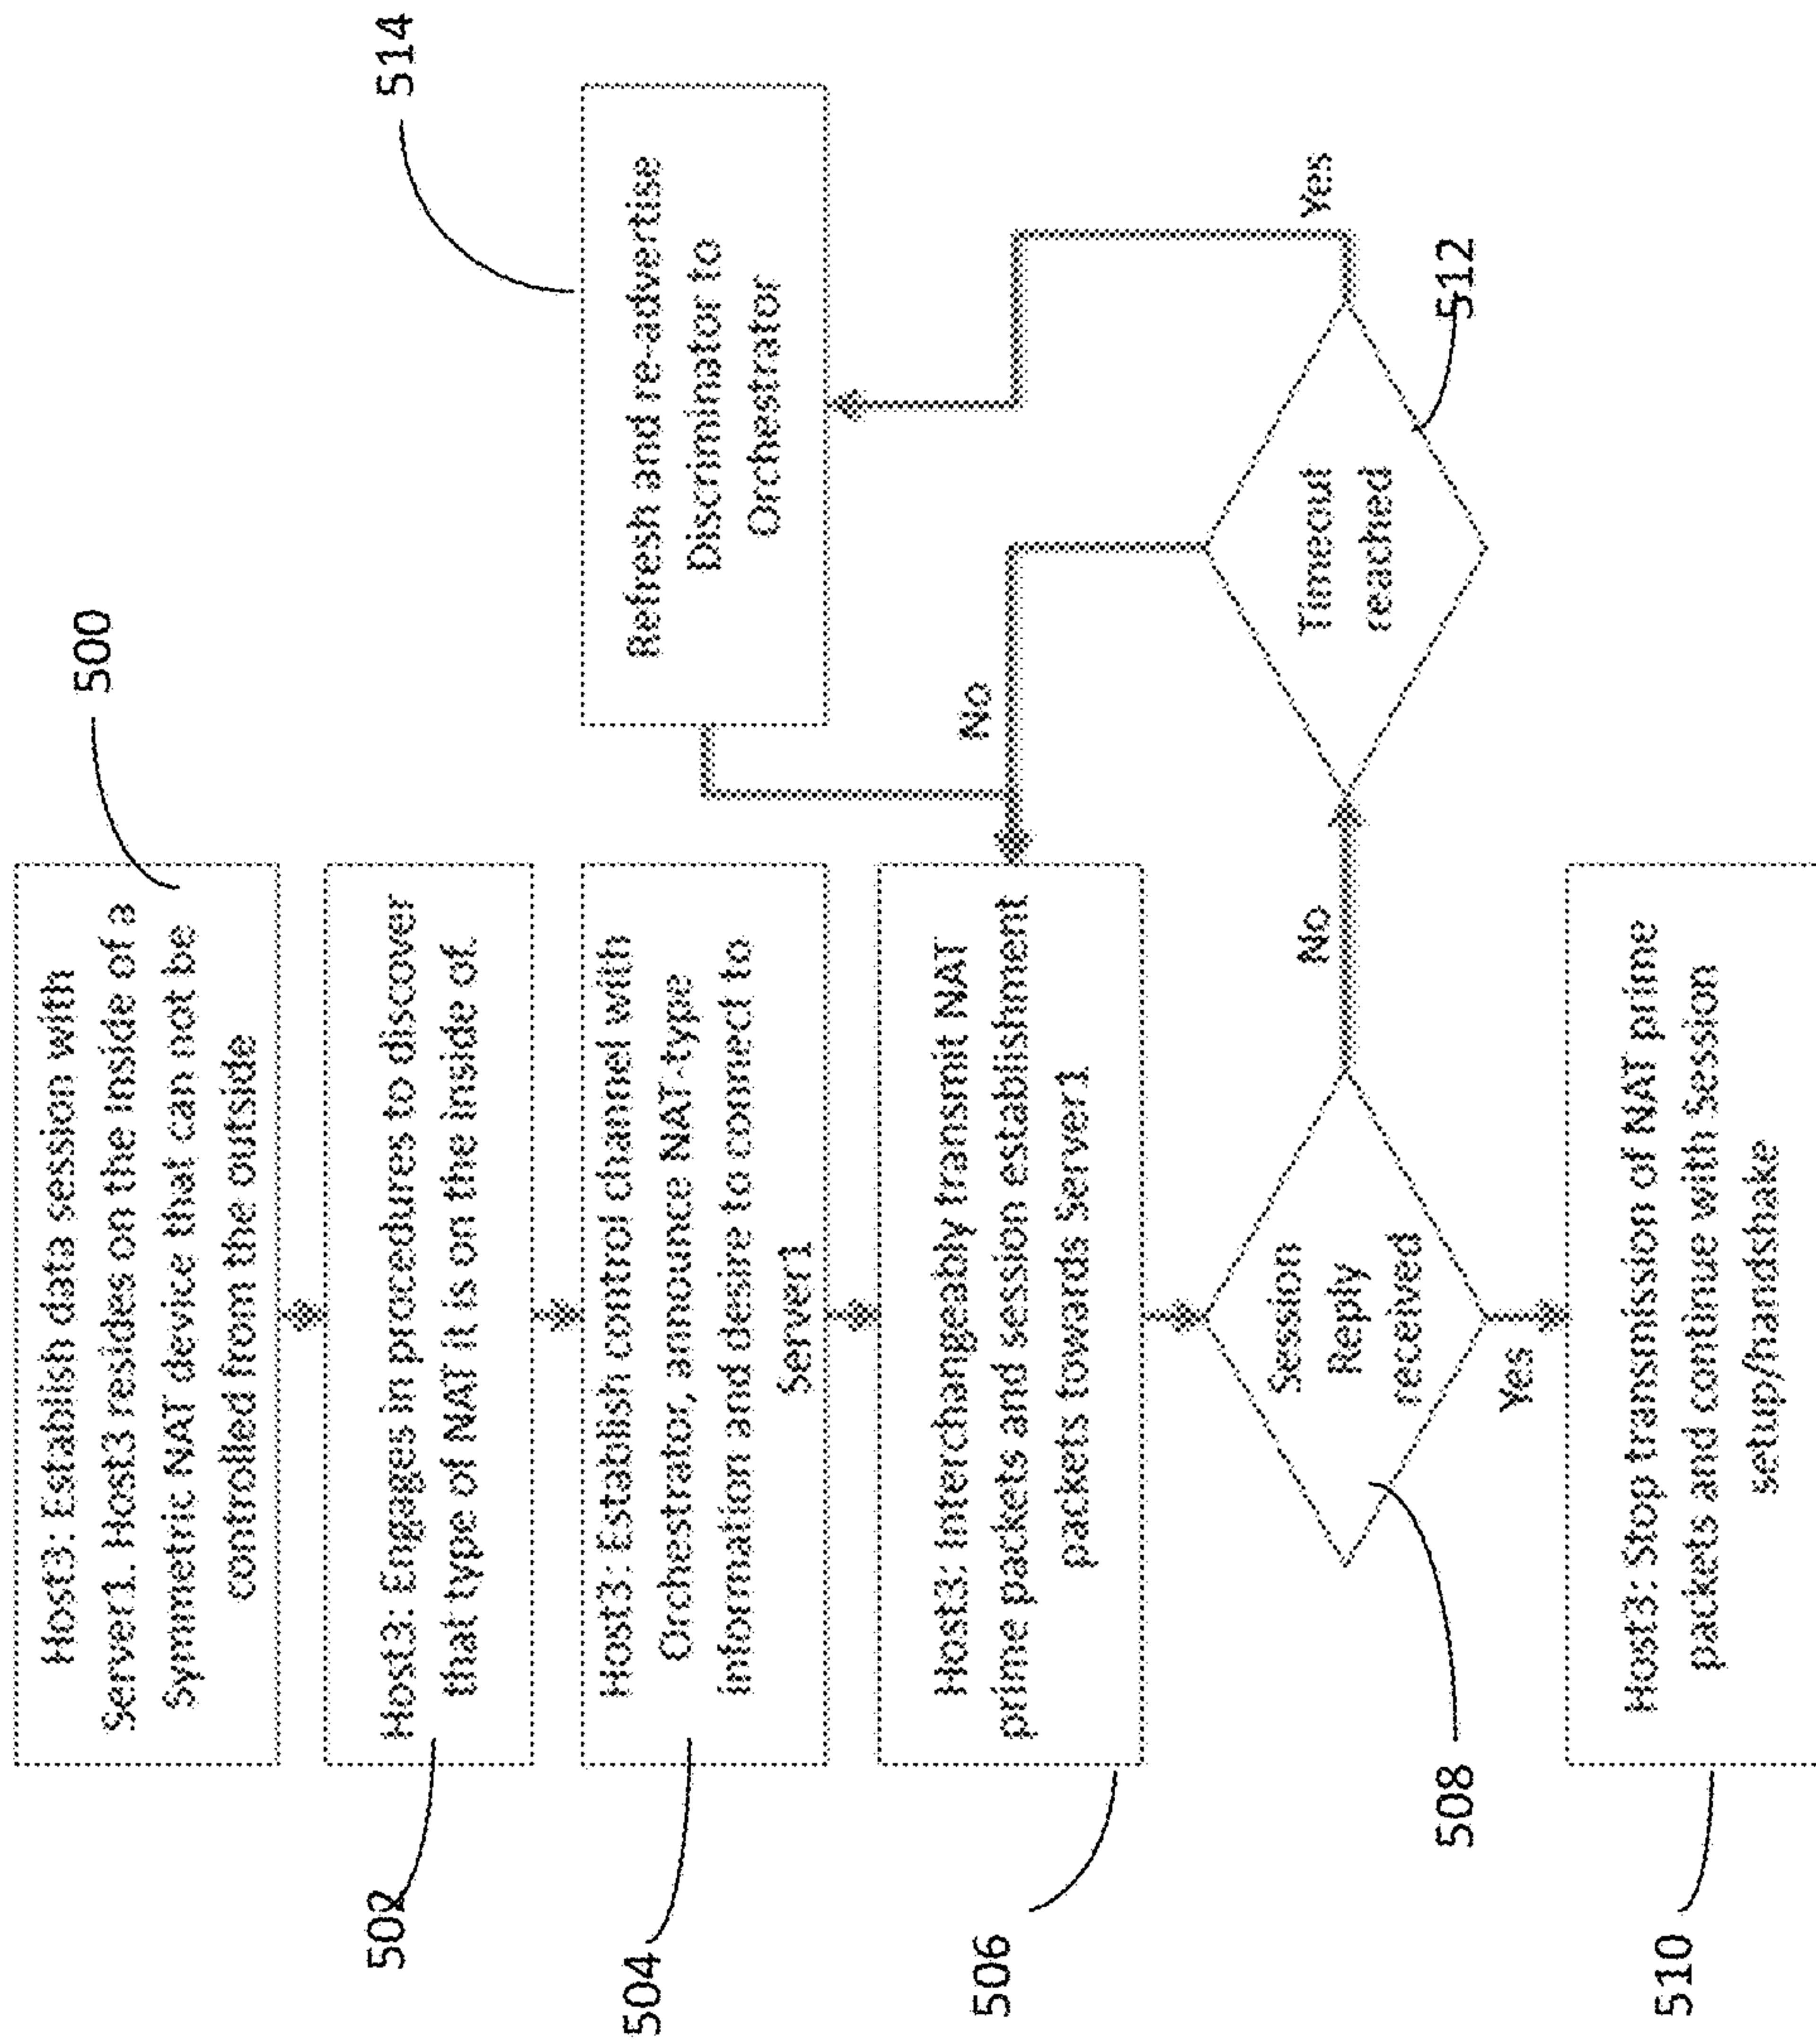 500
Host3: Establish data session with
Server1. Host3 resides on the inside of a
Symmetric NAT device that can not be
controlled from the outside
502
Host3: Engages in procedures to discover
that type of NAT it is on the inside of.
504
Host3: Establish control channel with
Orchestrator, announce NAT-type
information and desire to connect to
Server1
514
Refresh and re-advertise
Discriminator to
Orchestrator
506
Host3: Interchangeably transmit NAT
prime packets and session establishment
packets towards Server1
No
508
Session
Reply
received
No
Timeout
reached
Yes
512
Yes
510
Host3: Stop transmission of NAT prime
packets and continue with Session
setup/handshake